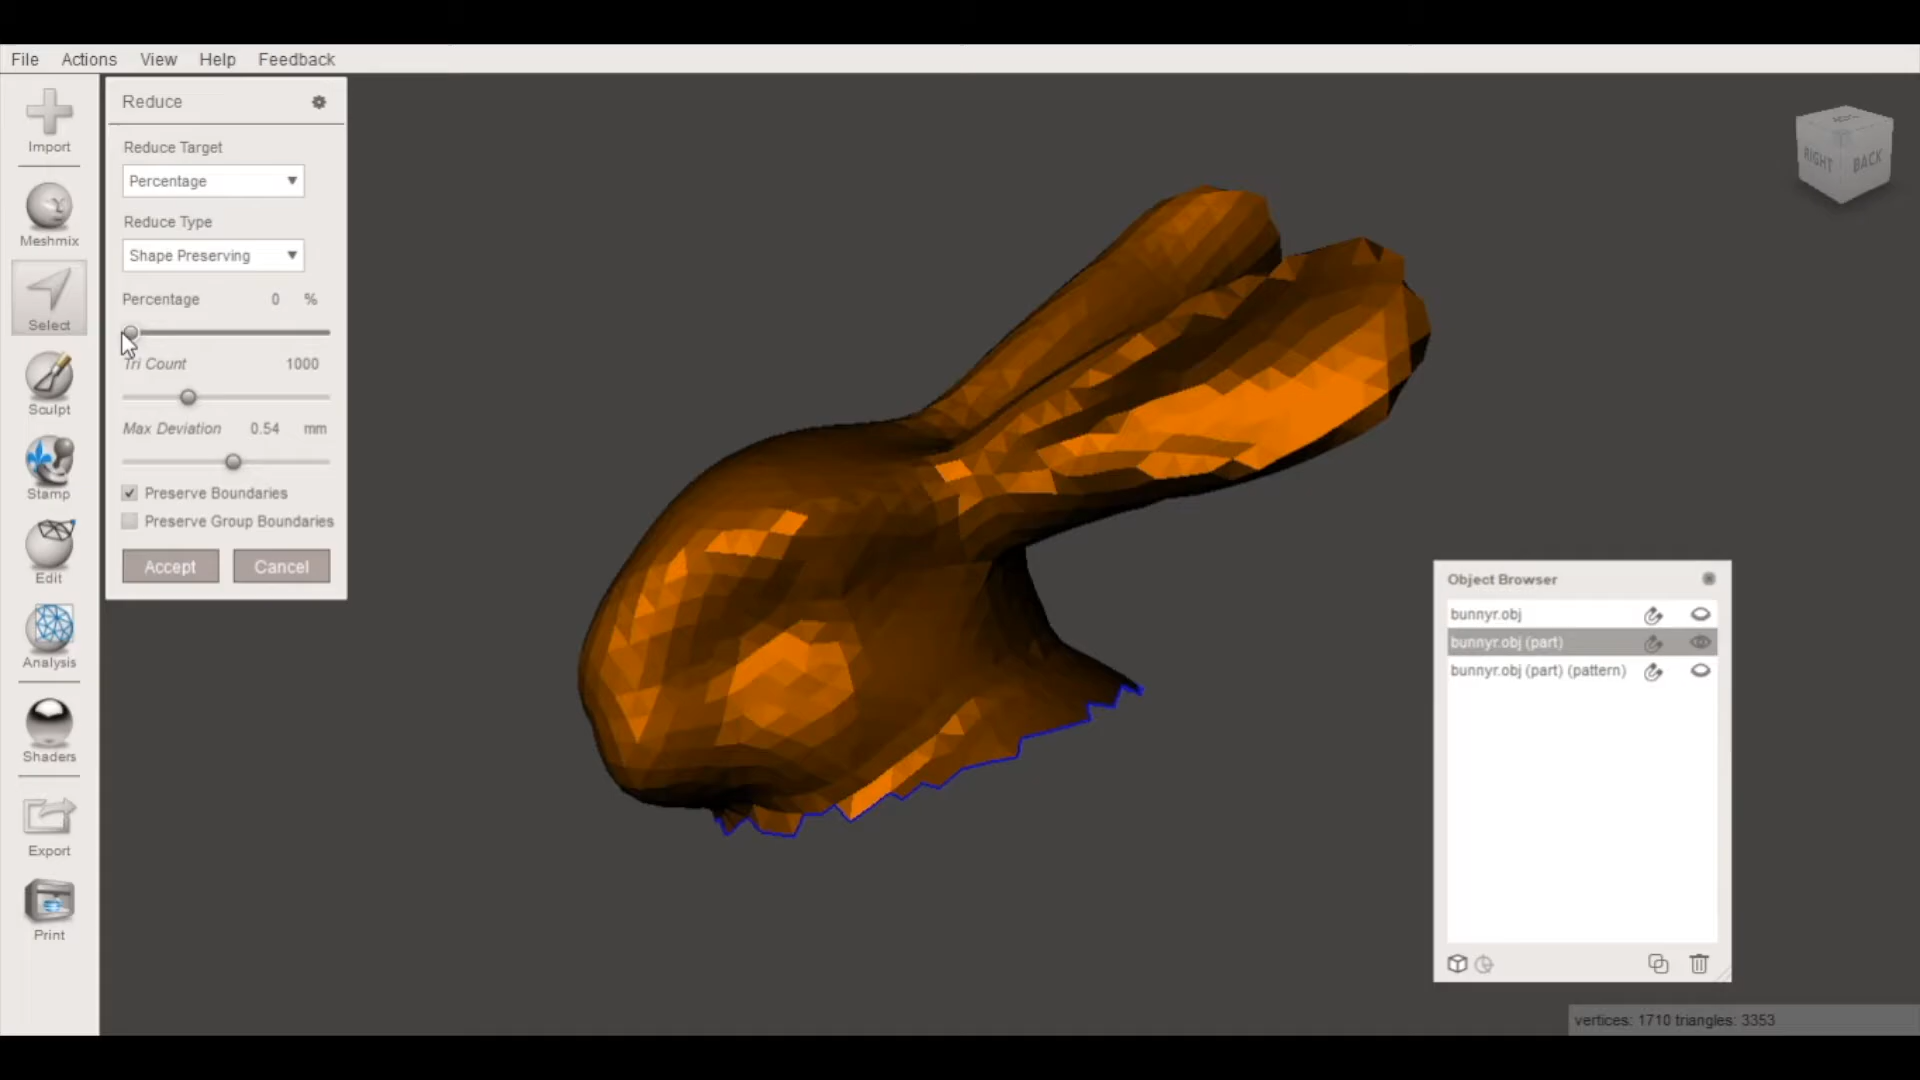 File Actions View Help Feedback
Import
Meshmix
Select
Sculpt
Stamp
Edit
Analysis
Shaders
Export
Print
Reduce
Reduce Target
Percentage
Reduce Type
Shape Preserving
Percentage 0 %
Tri Count 1000
Max Deviation 0.54 mm
Preserve Boundaries
Preserve Group Boundaries
Accept Cancel
RIGHT BACK
Object Browser
bunnyr.obj
bunnyr.obj (part)
bunnyr.obj (part) (pattern)
vertices: 1710 triangles: 3353